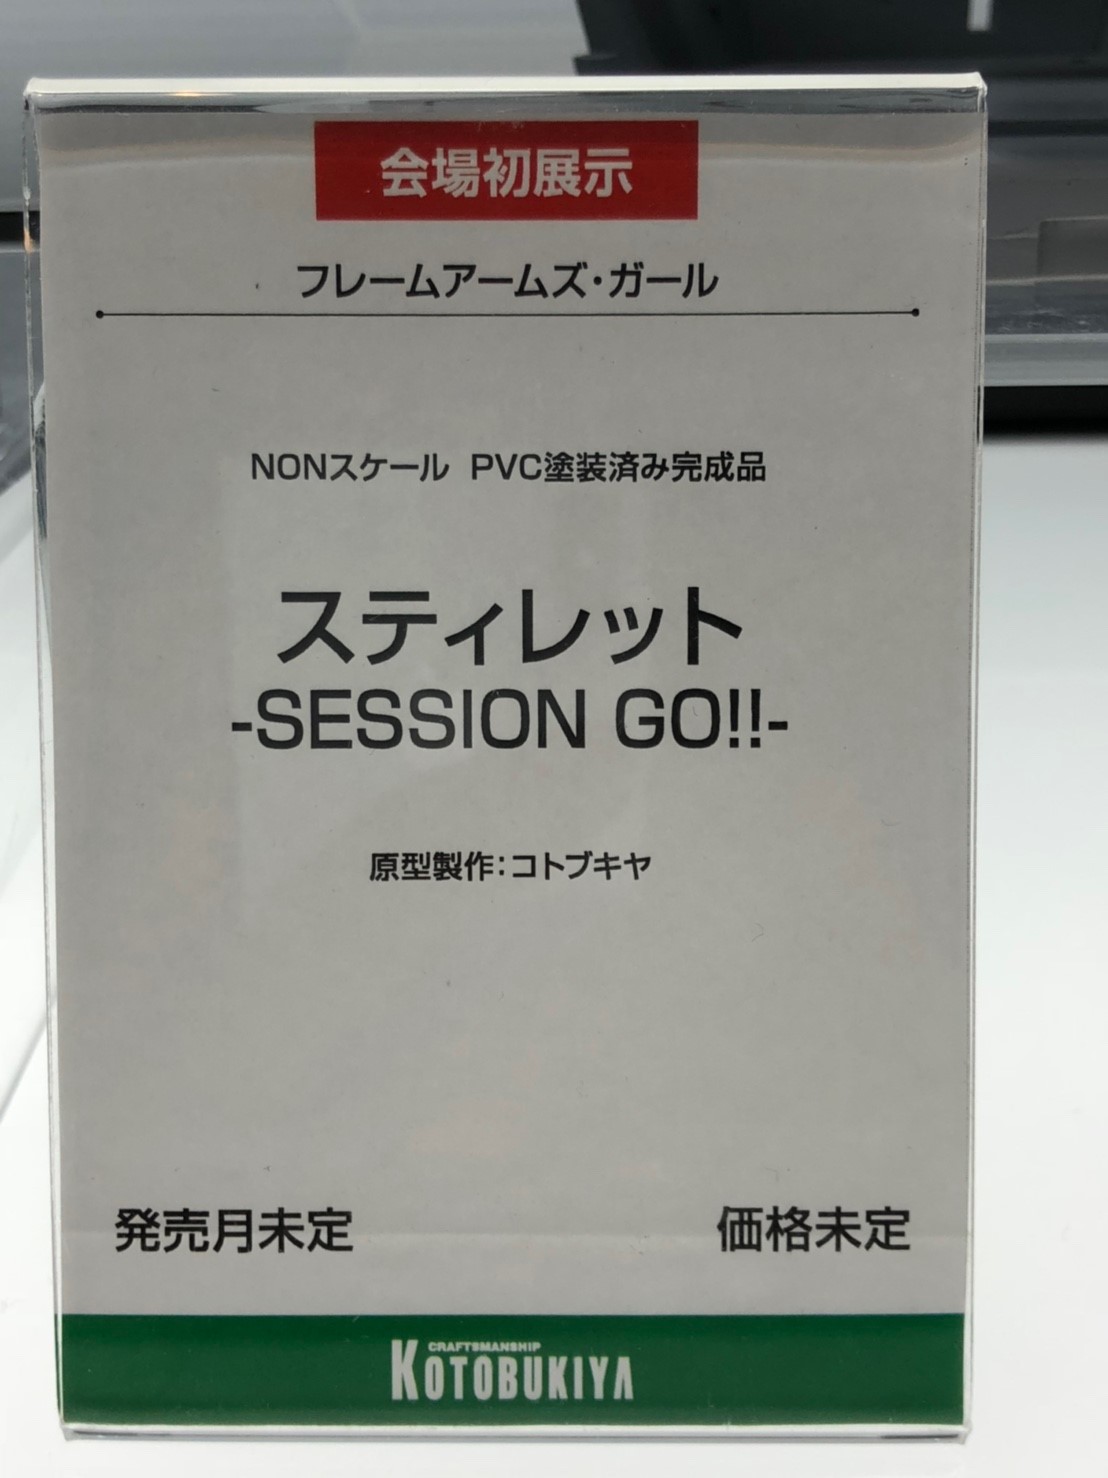 会場初展示
フレームアームズ・ガール
NONスケール PVC塗装済み完成品
スティレット
-SESSION GO!!-
原型製作：コトブキヤ
発売月未定 価格未定
CRAFTSMANSHIP
KOTOBUKIYA